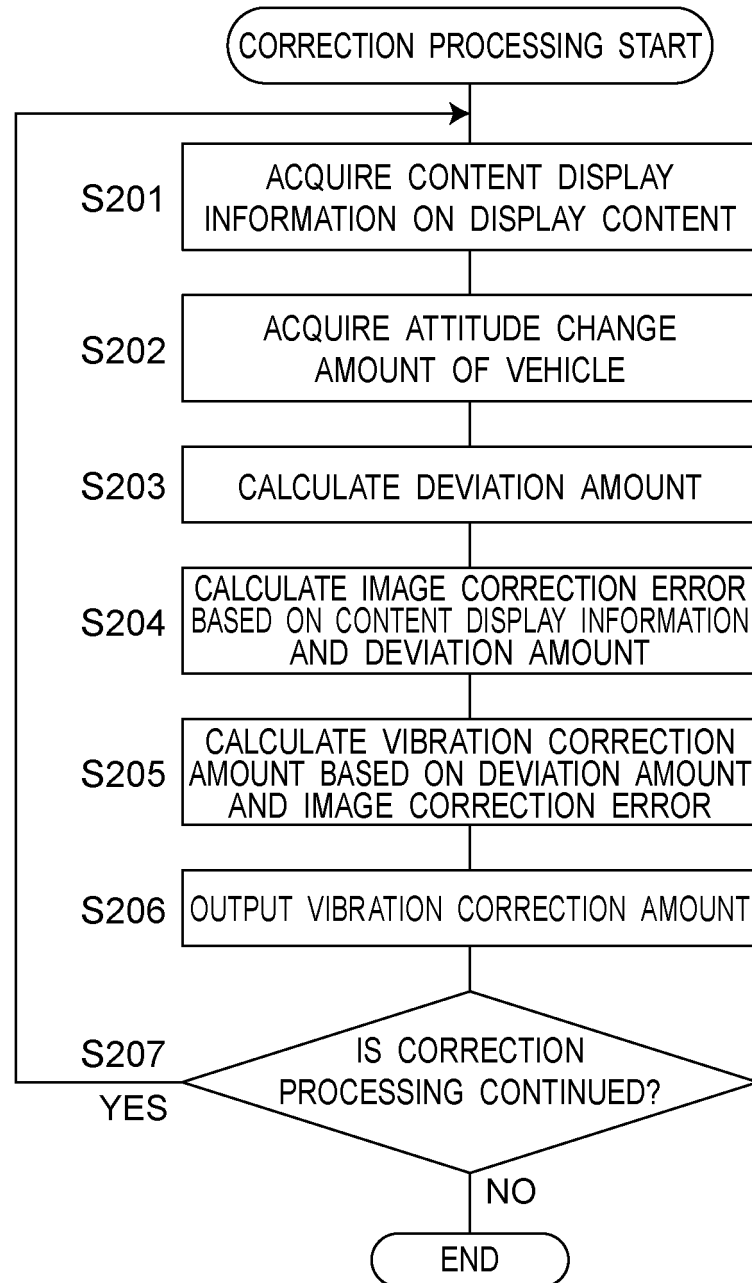 CORRECTION PROCESSING START
S201
ACQUIRE CONTENT DISPLAY
INFORMATION ON DISPLAY CONTENT
S202
ACQUIRE ATTITUDE CHANGE
AMOUNT OF VEHICLE
S203
CALCULATE DEVIATION AMOUNT
S204
CALCULATE IMAGE CORRECTION ERROR
BASED ON CONTENT DISPLAY INFORMATION
AND DEVIATION AMOUNT
S205
CALCULATE VIBRATION CORRECTION
AMOUNT BASED ON DEVIATION AMOUNT
AND IMAGE CORRECTION ERROR
S206
OUTPUT VIBRATION CORRECTION AMOUNT
S207
IS CORRECTION
PROCESSING CONTINUED?
YES
NO
END